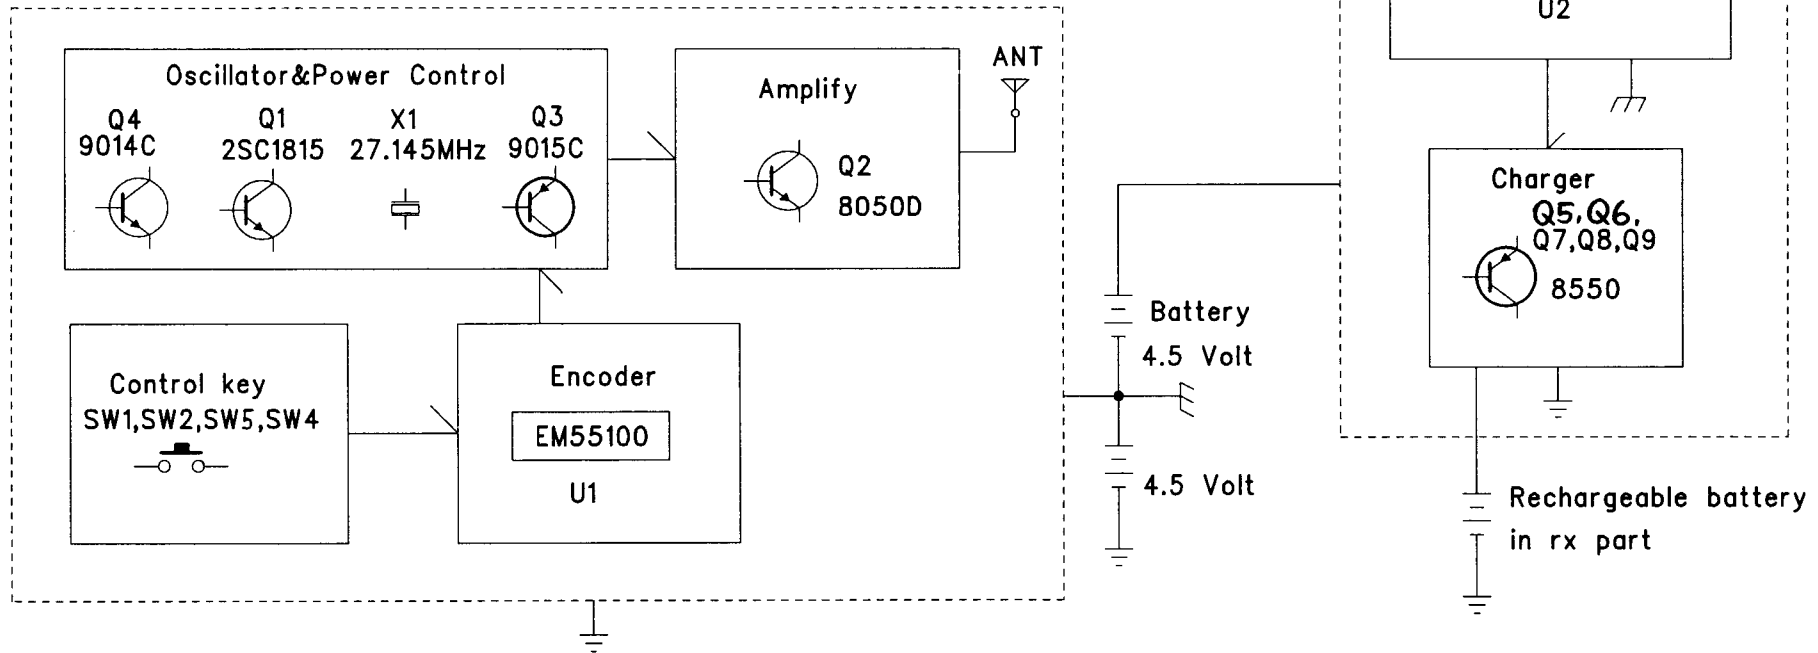 Oscillator&Power Control
Q4
9014C
Q1
2SC1815
X1
27.145MHz
Q3
9015C
Amplify
Q2
8050D
ANT
Control key
SW1,SW2,SW5,SW4
Encoder
EM55100
U1
Battery
4.5 Volt
4.5 Volt
U2
Charger
Q5,Q6,
Q7,Q8,Q9
8550
Rechargeable battery
in rx part